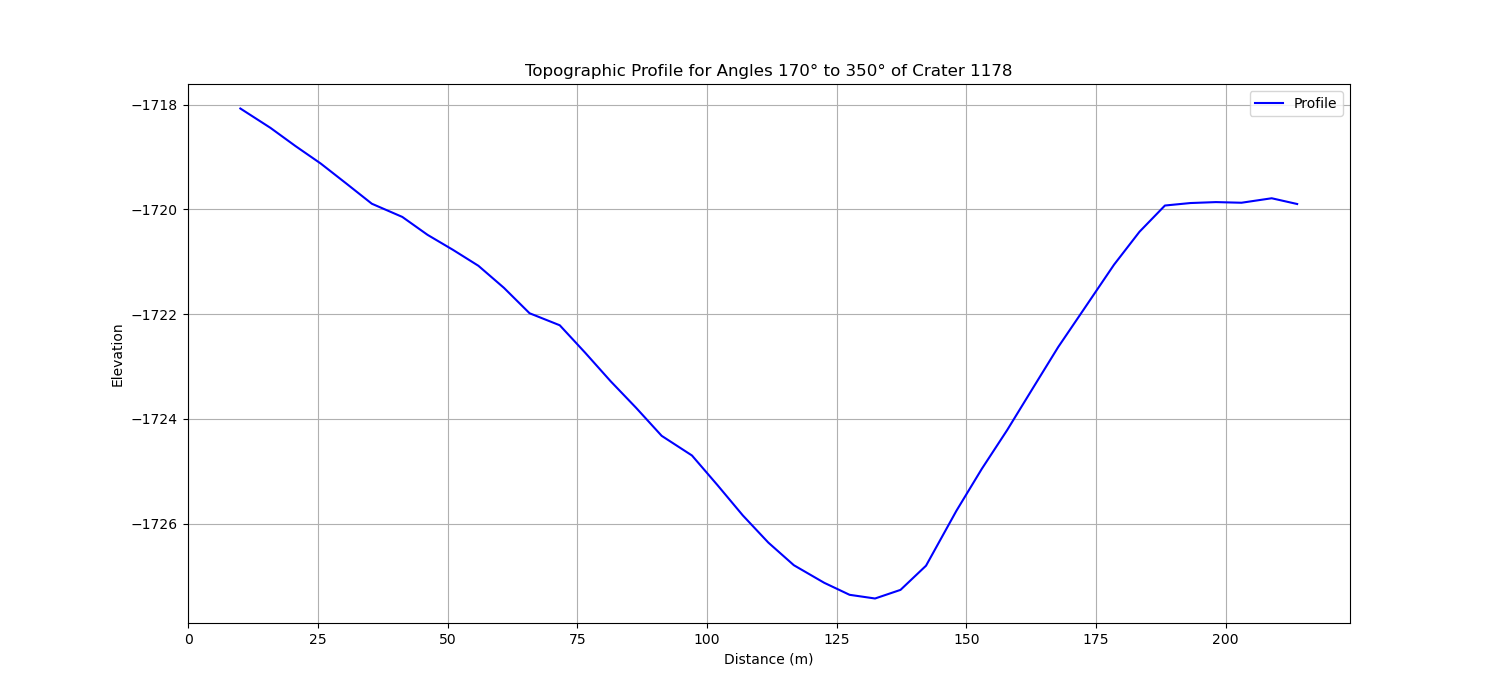 Topographic Profile for Angles 170° to 350° of Crater 1178
Profile
−1718
−1720
−1722
−1724
−1726
Elevation
0 25 50 75 100 125 150 175 200
Distance (m)